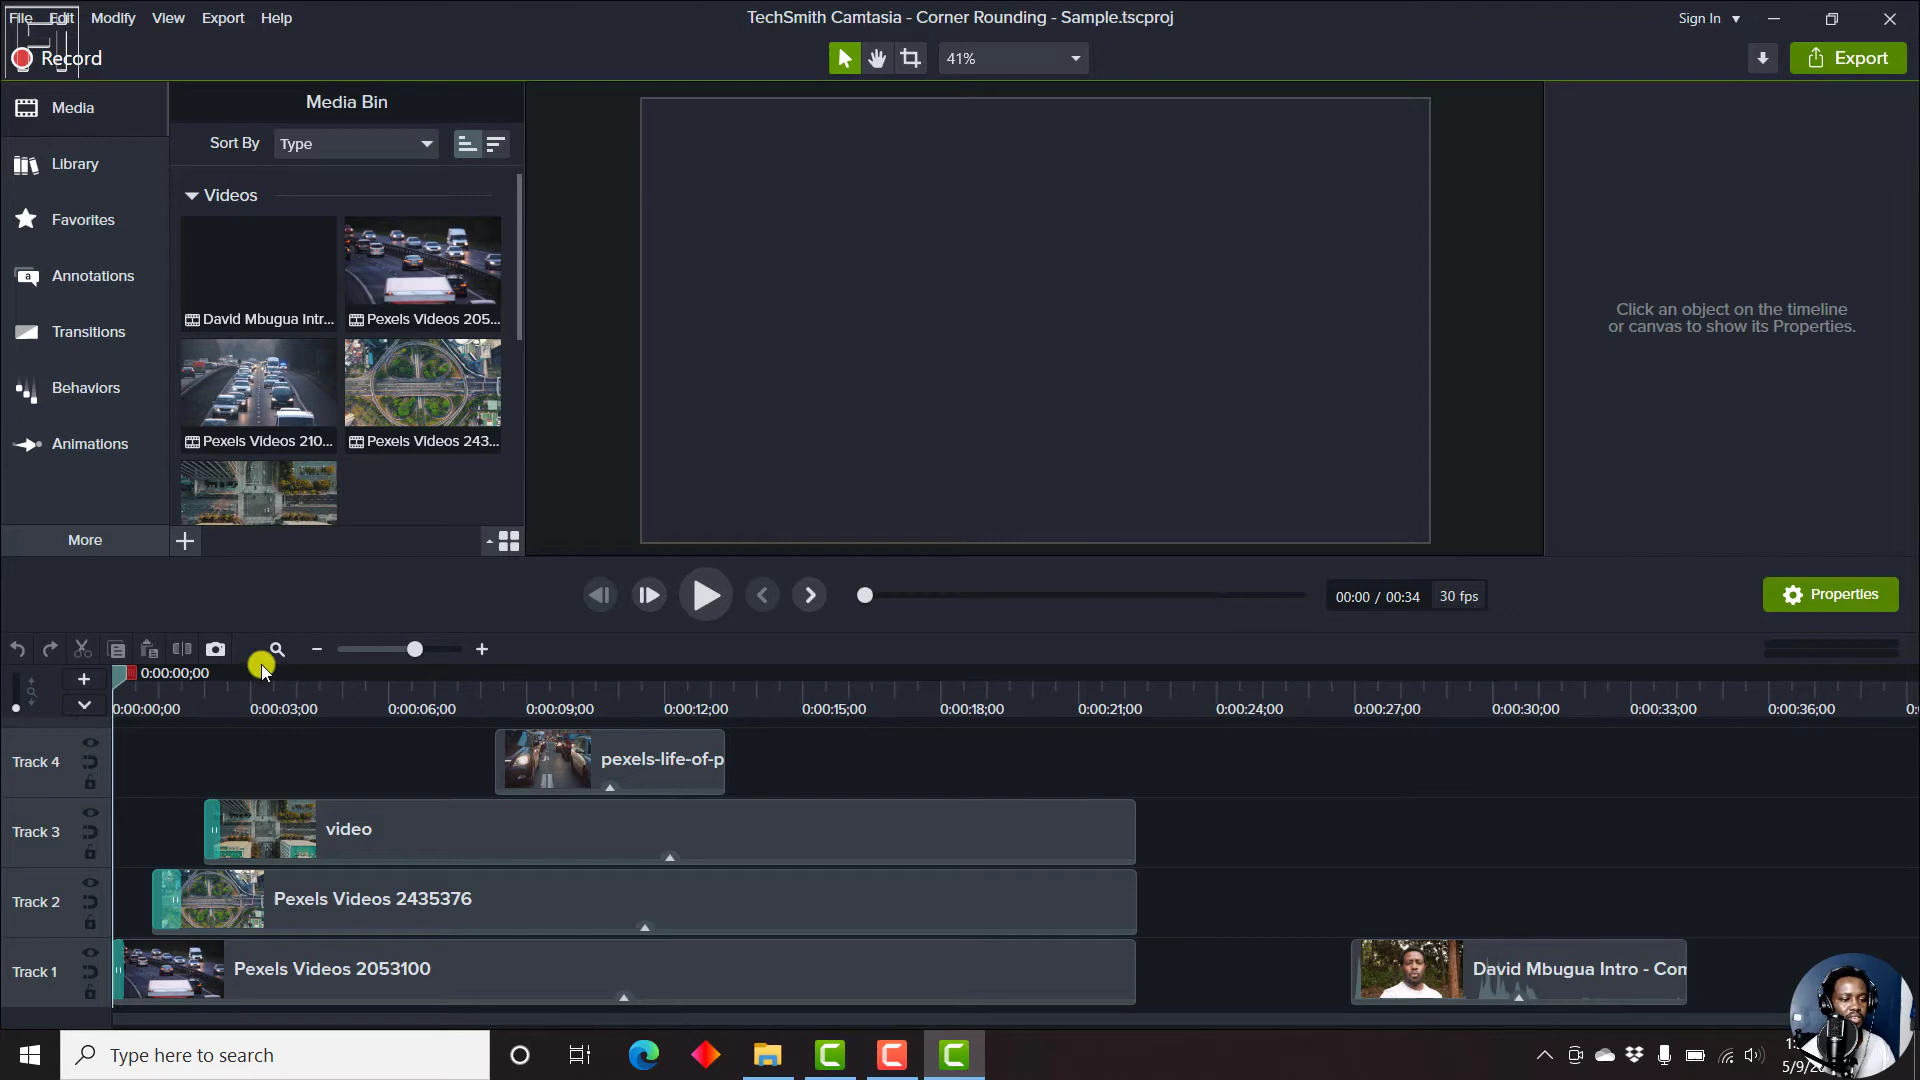 File Edit Modify View Export Help
TechSmith Camtasia - Corner Rounding - Sample.tscproj
Sign In
Record
41%
Export
Media
Library
Favorites
Annotations
Transitions
Behaviors
Animations
More
Media Bin
Sort By Type
Videos
David Mbugua Intr...
Pexels Videos 205...
Pexels Videos 210...
Pexels Videos 243...
Click an object on the timeline
or canvas to show its Properties.
00:00 / 00:34 30 fps
Properties
0:00:00;00
0:00:00;00 0:00:03;00 0:00:06;00 0:00:09;00 0:00:12;00 0:00:15;00 0:00:18;00 0:00:21;00 0:00:24;00 0:00:27;00 0:00:30;00 0:00:33;00 0:00:36;00
Track 4 pexels-life-of-p
Track 3 video
Track 2 Pexels Videos 2435376
Track 1 Pexels Videos 2053100 David Mbugua Intro - Con
Type here to search